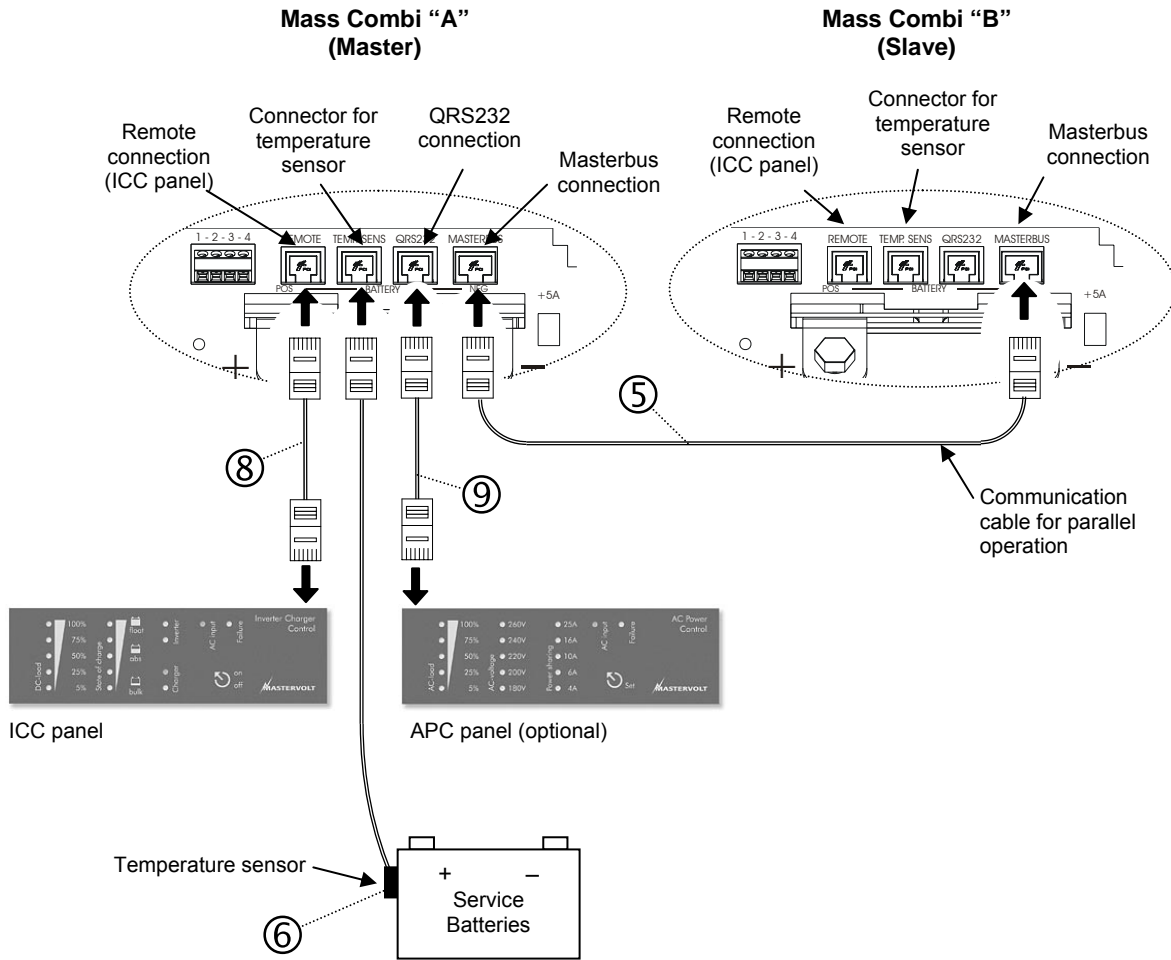 Mass Combi “A”
(Master)
Mass Combi “B”
(Slave)
Remote
connection
(ICC panel)
Connector for
temperature
sensor
QRS232
connection
Masterbus
connection
Remote
connection
(ICC panel)
Connector for
temperature
sensor
Masterbus
connection
1 - 2 - 3 - 4
TEMP. SENS
QRS232
POS
BATTERY
NEG
+5A
+
–
1 - 2 - 3 - 4
REMOTE
TEMP. SENS
QRS232
MASTERBUS
POS
BATTERY
+5A
+
–
⑤
⑧
⑨
Communication
cable for parallel
operation
DC-load
100%
75%
50%
25%
5%
State of charge
float
abs
bulk
Inverter
Charger
AC input
Failure
on
off
Inverter Charger
Control
MASTERVOLT
AC-load
100%
75%
50%
25%
5%
AC-voltage
260V
240V
220V
200V
180V
Power sharing
25A
16A
10A
6A
4A
AC input
Failure
Set
AC Power
Control
MASTERVOLT
ICC panel
APC panel (optional)
Temperature sensor
⑥
+ –
Service
Batteries